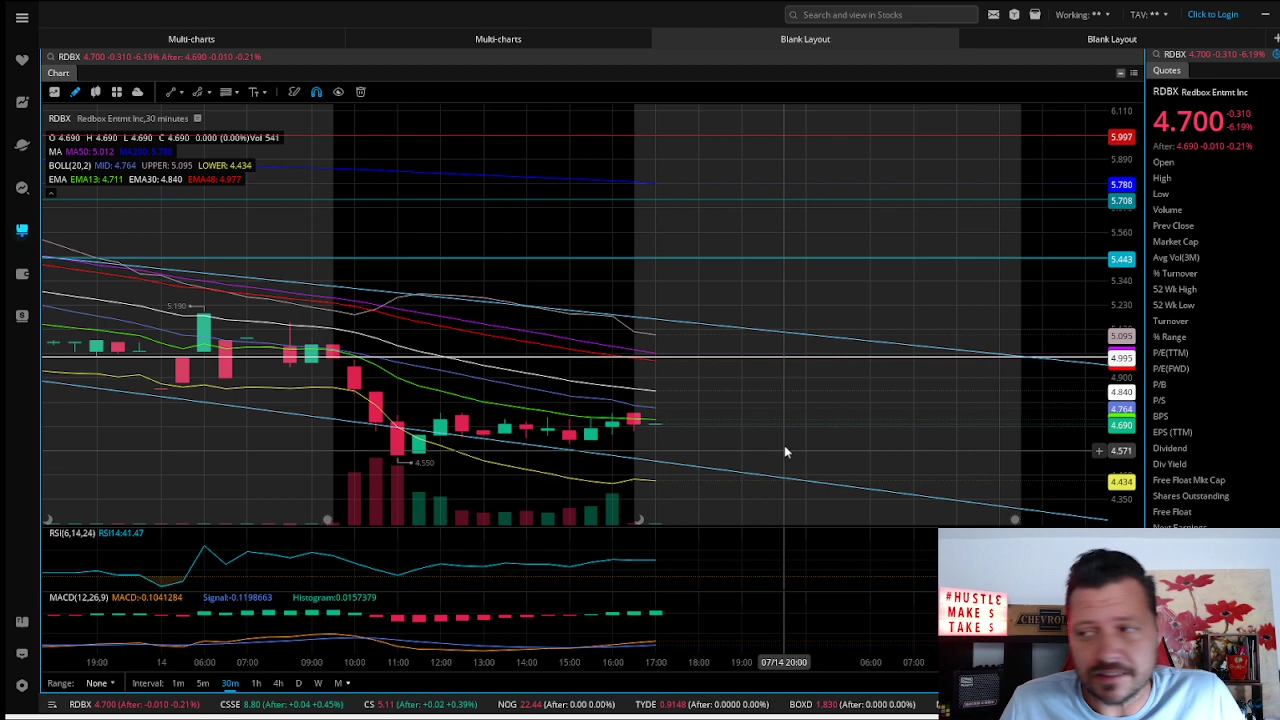 Search and view in Stocks
Working: **
TAV: **
Click to Login
Multi-charts
Multi-charts
Blank Layout
Blank Layout
RDBX 4.700 -0.310 -6.19% After: 4.690 -0.010 -0.21%
RDBX 4.700 -0.310 -6.19%
Chart
Quotes
RDBX Redbox Entmt Inc
4.700 -0.310 -6.19%
After: 4.690 -0.010 -0.21%
Open
High
Low
Volume
Prev Close
Market Cap
Avg Vol(3M)
% Turnover
52 Wk High
52 Wk Low
Turnover
% Range
P/E(TTM)
P/E(FWD)
P/B
P/S
BPS
EPS (TTM)
Dividend
Div Yield
Free Float Mkt Cap
Shares Outstanding
Free Float
RDBX Redbox Entmt Inc,30 minutes
O 4.690 H 4.690 L 4.690 C 4.690 0.000 (0.00%)Vol 541
MA MA50: 5.012 MA200: 5.780
BOLL(20,2) MID: 4.764 UPPER: 5.095 LOWER: 4.434
EMA EMA13: 4.711 EMA30: 4.840 EMA48: 4.977
5.190
4.550
6.110
5.997
5.890
5.780
5.708
5.560
5.443
5.340
5.230
5.095
4.995
4.900
4.840
4.764
4.690
4.571
4.434
4.350
RSI(6,14,24) RSI14:41.47
MACD(12,26,9) MACD:-0.1041284 Signal:-0.1198663 Histogram:0.0157379
19:00 14 06:00 07:00 09:00 10:00 11:00 12:00 13:00 14:00 15:00 16:00 17:00 18:00 19:00 07/14 20:00 06:00 07:00
Range: None Interval: 1m 5m 30m 1h 4h D W M
RDBX 4.700 (After: -0.010 -0.21%) CSSE 8.80 (After: +0.04 +0.45%) CS 5.11 (After: +0.02 +0.39%) NOG 22.44 (After: 0.00 0.00%) TYDE 0.9148 (After: 0.0000 0.00%) BOXD 1.830 (After: 0.000 0.00%)
#HUSTLE
MAKE $
TAKE $
CHEVROL